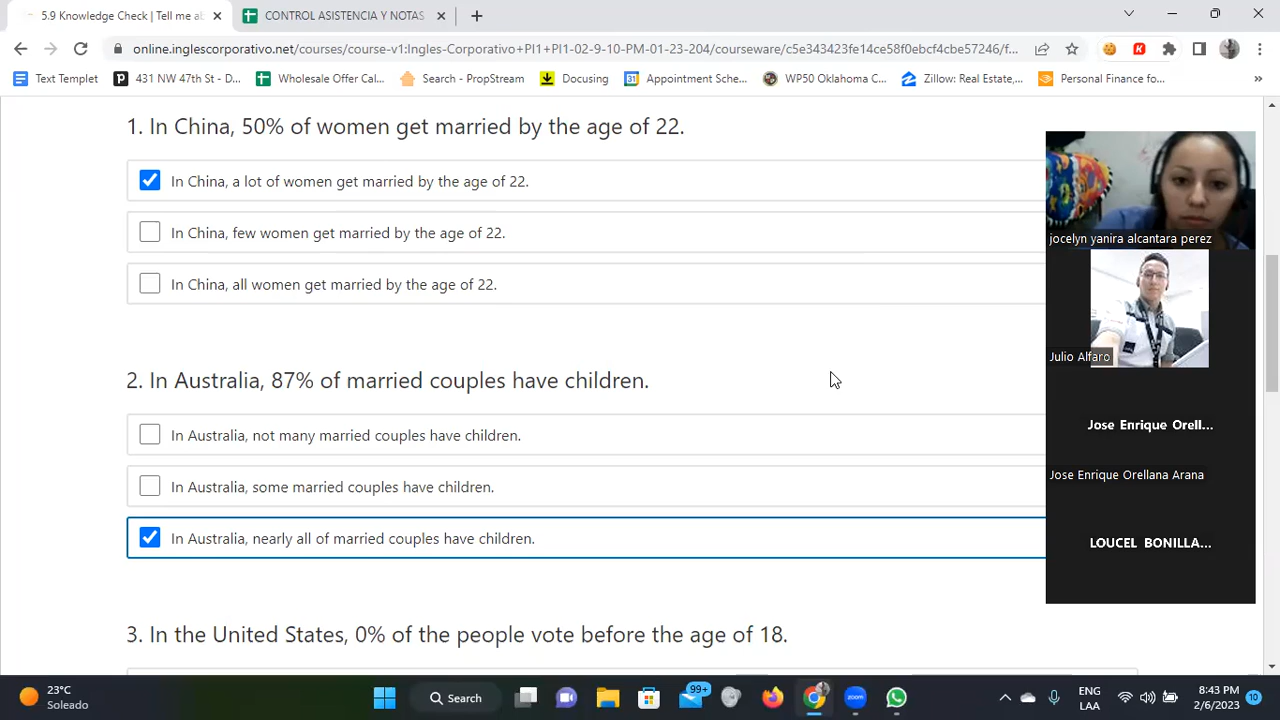 5.9 Knowledge Check | Tell me ab
CONTROL ASISTENCIA Y NOTAS
online.inglescorporativo.net/courses/course-v1:Ingles-Corporativo+PI1+PI1-02-9-10-PM-01-23-204/courseware/c5e343423fe14ce58f0ebcf4cbe57246/f...
Text Templet
431 NW 47th St - D...
Wholesale Offer Cal...
Search - PropStream
Docusing
Appointment Sche...
WP50 Oklahoma C...
Zillow: Real Estate,...
Personal Finance fo...
»
1. In China, 50% of women get married by the age of 22.
In China, a lot of women get married by the age of 22.
In China, few women get married by the age of 22.
In China, all women get married by the age of 22.
2. In Australia, 87% of married couples have children.
In Australia, not many married couples have children.
In Australia, some married couples have children.
In Australia, nearly all of married couples have children.
3. In the United States, 0% of the people vote before the age of 18.
jocelyn yanira alcantara perez
Julio Alfaro
Jose Enrique Orell...
Jose Enrique Orellana Arana
LOUCEL BONILLA...
23°C
Soleado
Search
99+
ENG
LAA
8:43 PM
2/6/2023
10